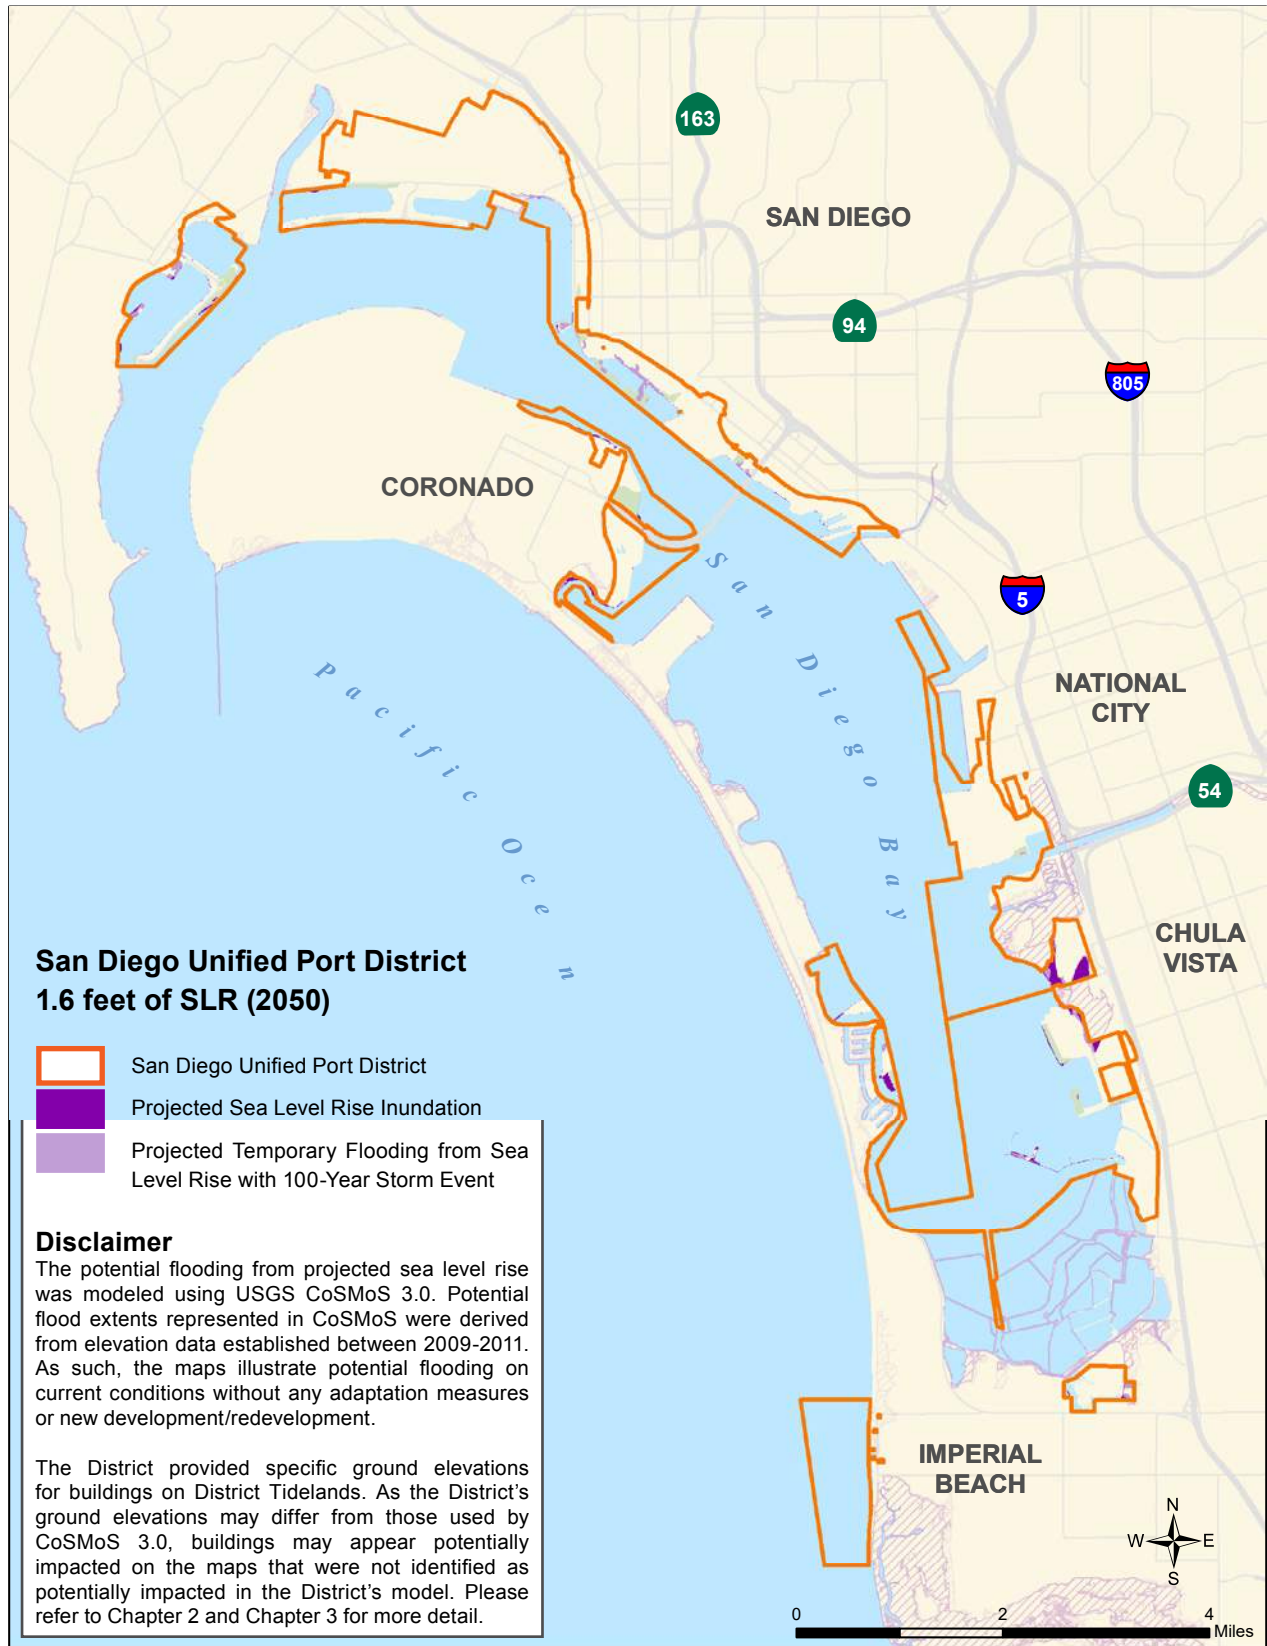 163
SAN DIEGO
94
805
CORONADO
San Diego Bay
5
Pacific Ocen
NATIONAL
CITY
54
CHULA
VISTA
San Diego Unified Port District
1.6 feet of SLR (2050)
San Diego Unified Port District
Projected Sea Level Rise Inundation
Projected Temporary Flooding from Sea
Level Rise with 100-Year Storm Event
Disclaimer
The potential flooding from projected sea level rise
was modeled using USGS CoSMoS 3.0. Potential
flood extents represented in CoSMoS were derived
from elevation data established between 2009-2011.
As such, the maps illustrate potential flooding on
current conditions without any adaptation measures
or new development/redevelopment.
The District provided specific ground elevations
for buildings on District Tidelands. As the District's
ground elevations may differ from those used by
CoSMoS 3.0, buildings may appear potentially
impacted on the maps that were not identified as
potentially impacted in the District's model. Please
refer to Chapter 2 and Chapter 3 for more detail.
IMPERIAL
BEACH
N
W E
S
0 2 4
Miles